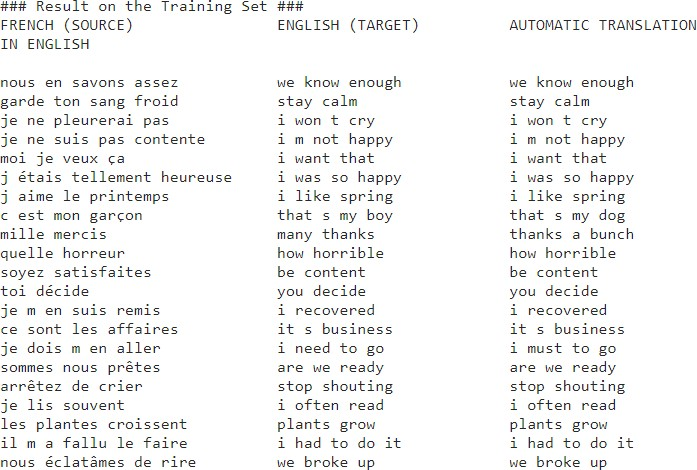 ### Result on the Training Set ###
FRENCH (SOURCE) ENGLISH (TARGET) AUTOMATIC TRANSLATION
IN ENGLISH
nous en savons assez we know enough we know enough
garde ton sang froid stay calm stay calm
je ne pleurerai pas i won t cry i won t cry
je ne suis pas contente i m not happy i m not happy
moi je veux ça i want that i want that
j étais tellement heureuse i was so happy i was so happy
j aime le printemps i like spring i like spring
c est mon garçon that s my boy that s my dog
mille mercis many thanks thanks a bunch
quelle horreur how horrible how horrible
soyez satisfaites be content be content
toi décide you decide you decide
je m en suis remis i recovered i recovered
ce sont les affaires it s business it s business
je dois m en aller i need to go i must to go
sommes nous prêtes are we ready are we ready
arrêtez de crier stop shouting stop shouting
je lis souvent i often read i often read
les plantes croissent plants grow plants grow
il m a fallu le faire i had to do it i had to do it
nous éclatâmes de rire we broke up we broke up